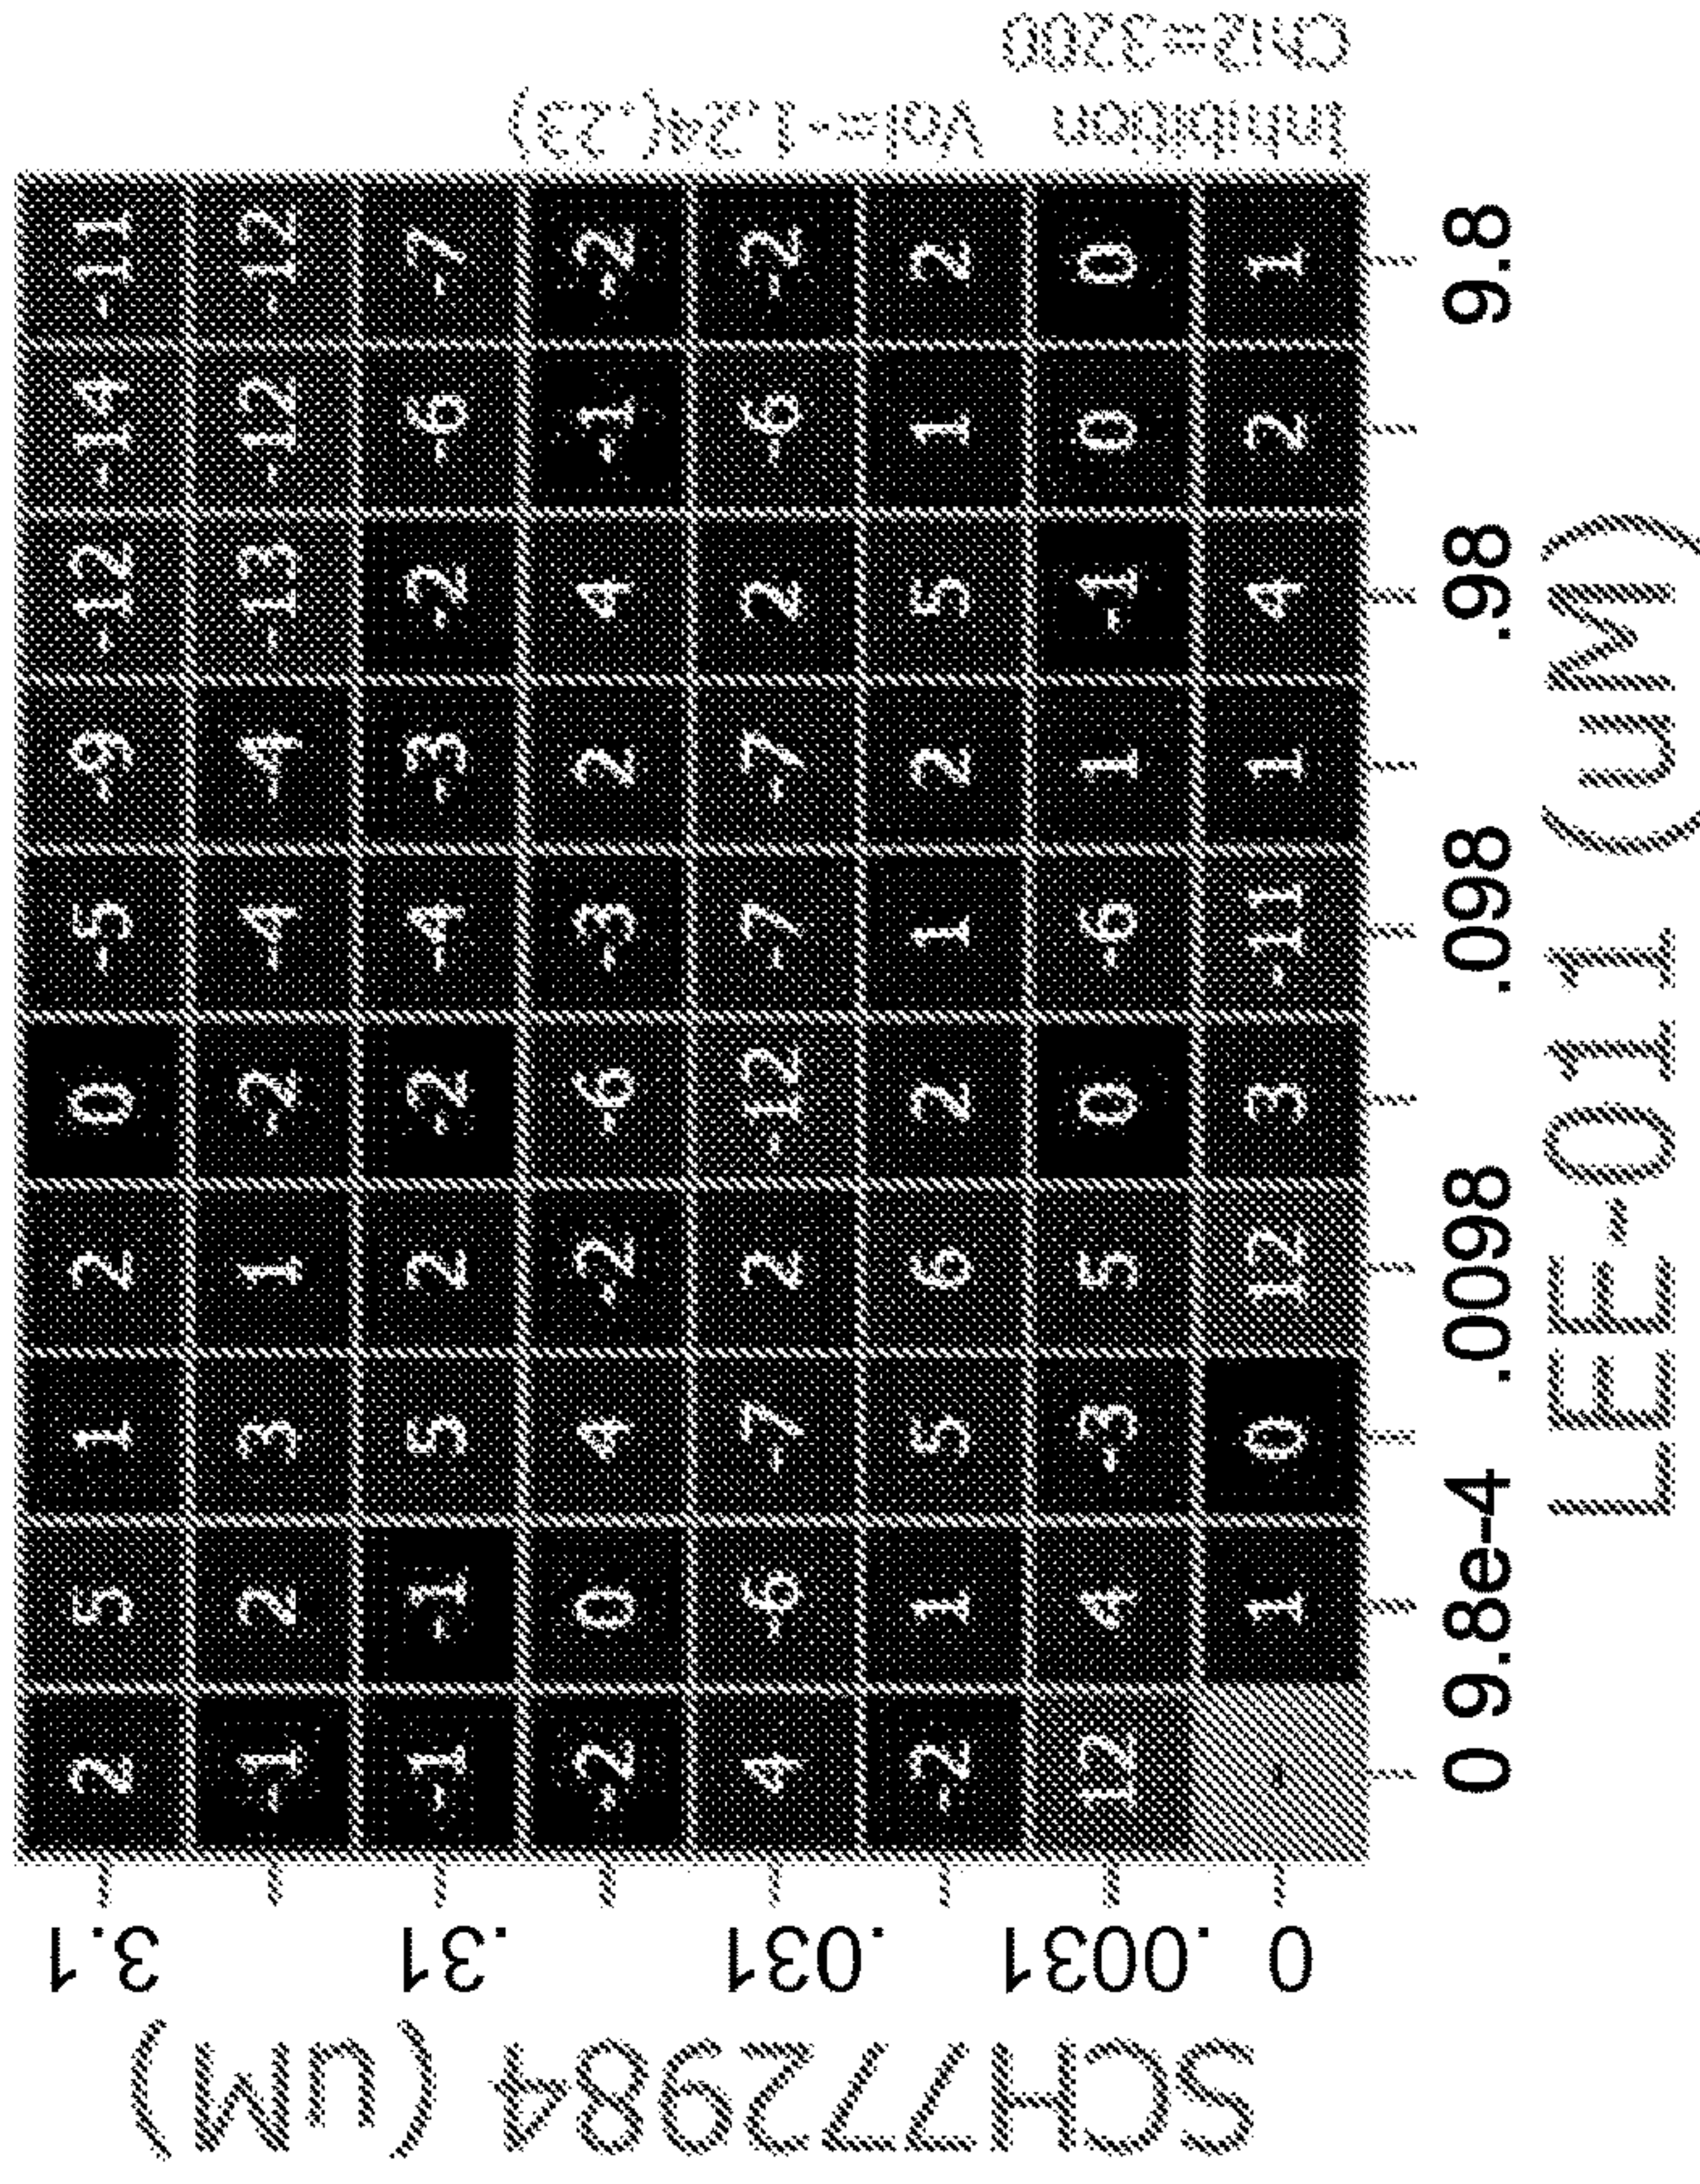 SCH772984 (uM)
3.1 2 5 1 2 0 -5 -9 -12 -14 -11
-1 2 3 1 -2 -4 -4 -13 -12 -12
.31 -1 -1 5 2 -2 -4 -3 -2 -6 -7
-2 0 4 -2 -6 -3 2 4 -1 -2
.031 4 -6 -7 2 -12 -7 -7 2 -6 -2
-2 1 5 6 2 1 2 5 1 2
.0031 12 4 -3 5 0 -6 1 -1 0 0
0 - 1 0 12 3 -11 1 4 2 1
0 9.8e-4 .0098 .098 .98 9.8
LEE-011 (uM)
Vol=-1.24(.23)
Inhibition
Chi2=3200